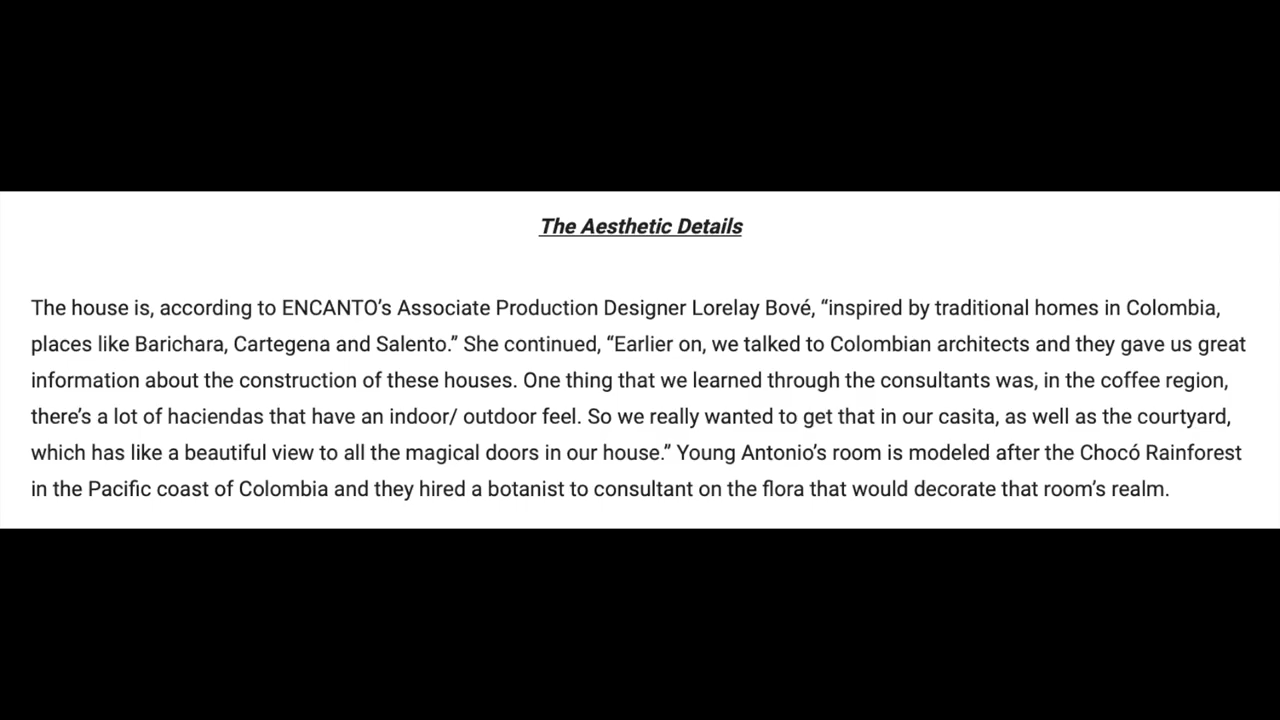 The Aesthetic Details
The house is, according to ENCANTO’s Associate Production Designer Lorelay Bové, “inspired by traditional homes in Colombia,
places like Barichara, Cartegena and Salento.” She continued, “Earlier on, we talked to Colombian architects and they gave us great
information about the construction of these houses. One thing that we learned through the consultants was, in the coffee region,
there’s a lot of haciendas that have an indoor/ outdoor feel. So we really wanted to get that in our casita, as well as the courtyard,
which has like a beautiful view to all the magical doors in our house.” Young Antonio’s room is modeled after the Chocó Rainforest
in the Pacific coast of Colombia and they hired a botanist to consultant on the flora that would decorate that room’s realm.